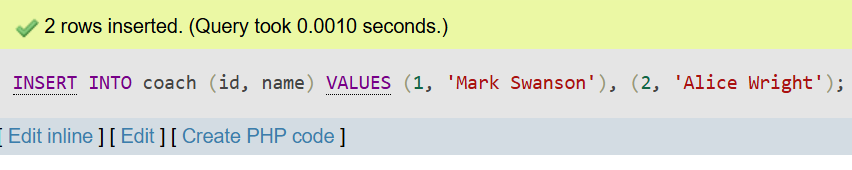 2 rows inserted. (Query took 0.0010 seconds.)
INSERT INTO coach (id, name) VALUES (1, 'Mark Swanson'), (2, 'Alice Wright');
[ Edit inline ] [ Edit ] [ Create PHP code ]